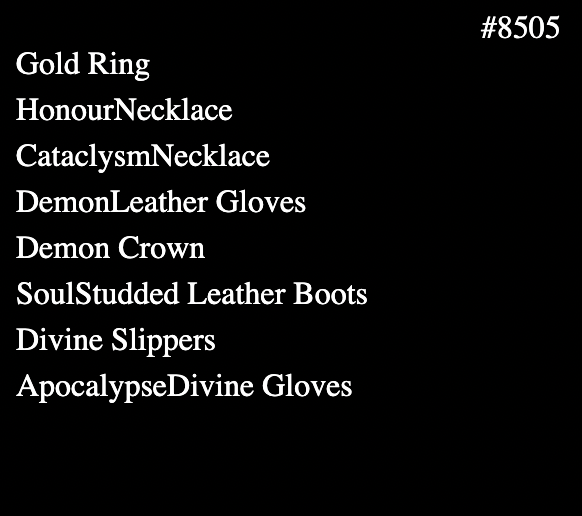 #8505
Gold Ring
HonourNecklace
CataclysmNecklace
DemonLeather Gloves
Demon Crown
SoulStudded Leather Boots
Divine Slippers
ApocalypseDivine Gloves